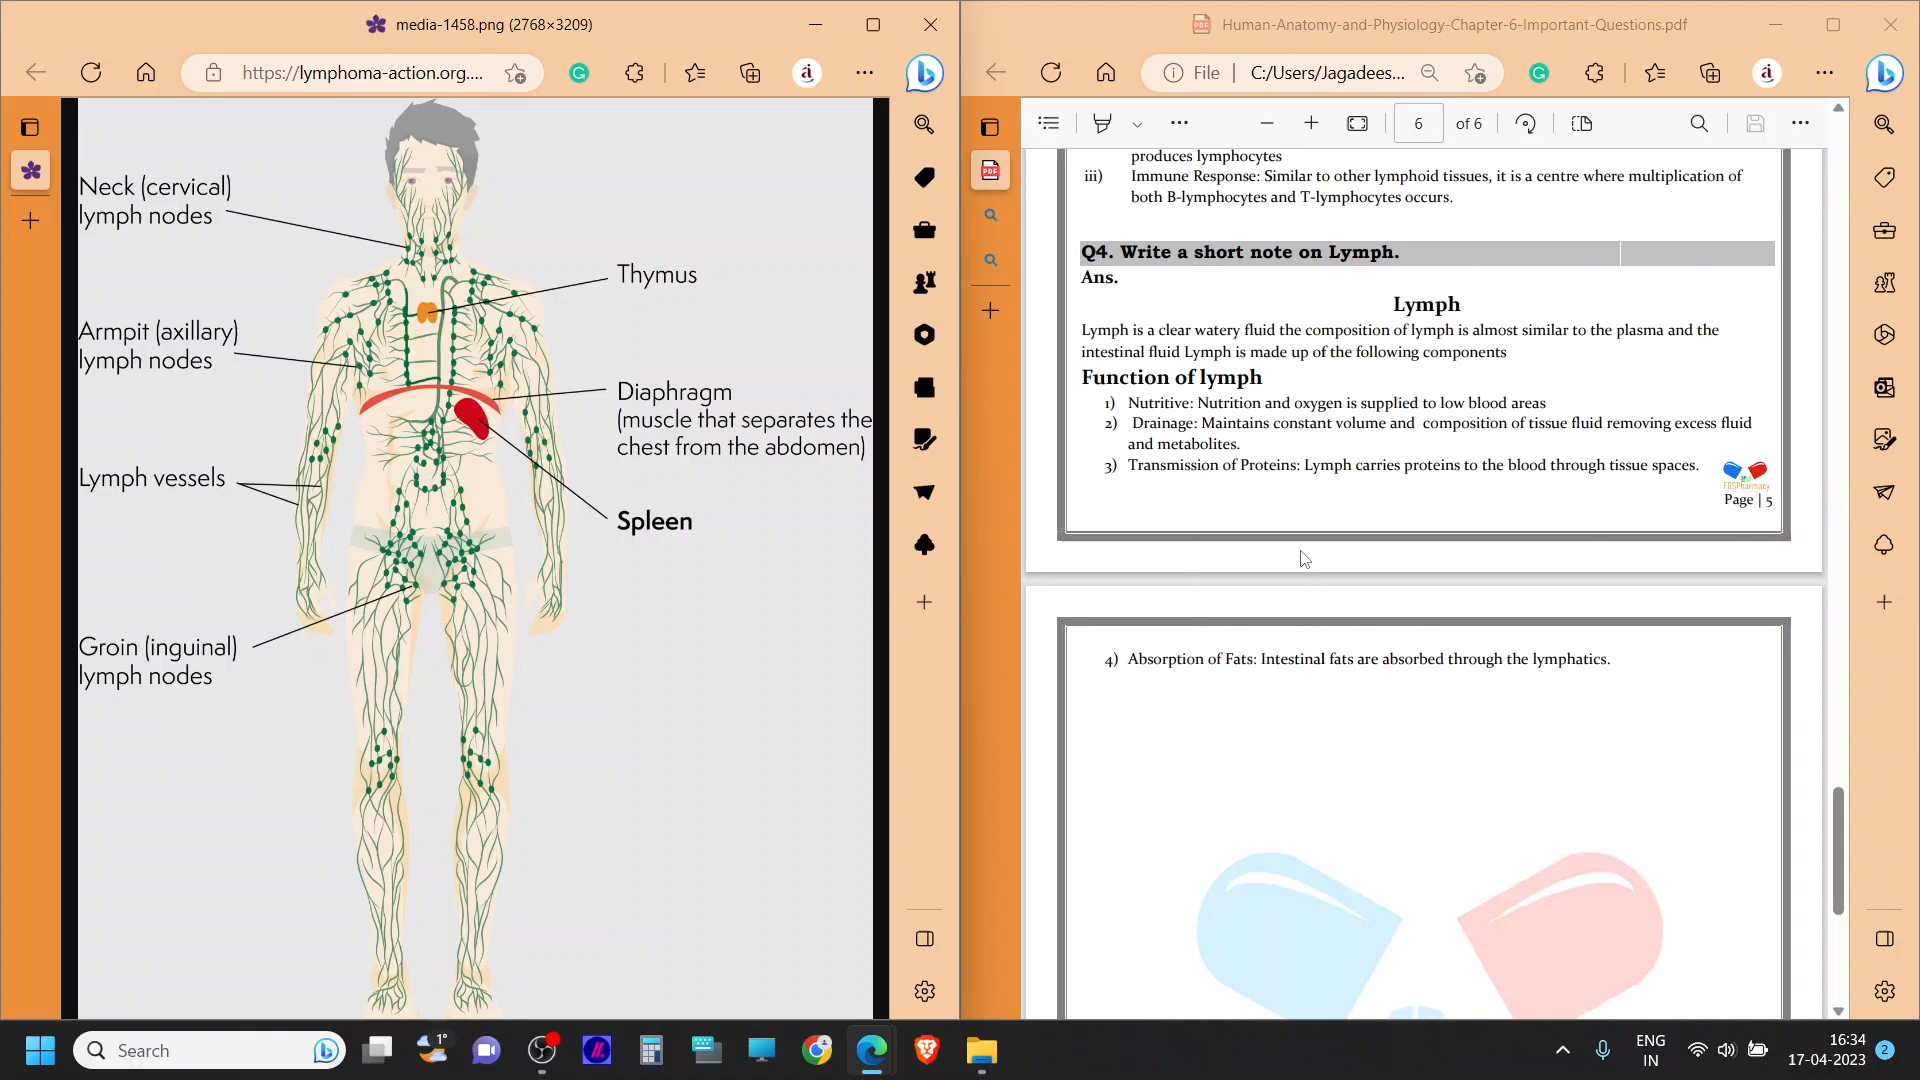 media-1458.png (2768×3209)
https://lymphoma-action.org....
Neck (cervical)
lymph nodes
Thymus
Armpit (axillary)
lymph nodes
Diaphragm
(muscle that separates the
chest from the abdomen)
Lymph vessels
Spleen
Groin (inguinal)
lymph nodes
Human-Anatomy-and-Physiology-Chapter-6-Important-Questions.pdf
File
C:/Users/Jagadees...
6 of 6
produces lymphocytes
iii) Immune Response: Similar to other lymphoid tissues, it is a centre where multiplication of
both B-lymphocytes and T-lymphocytes occurs.
Q4. Write a short note on Lymph.
Ans.
Lymph
Lymph is a clear watery fluid the composition of lymph is almost similar to the plasma and the
intestinal fluid Lymph is made up of the following components
Function of lymph
1) Nutritive: Nutrition and oxygen is supplied to low blood areas
2) Drainage: Maintains constant volume and composition of tissue fluid removing excess fluid
and metabolites.
3) Transmission of Proteins: Lymph carries proteins to the blood through tissue spaces.
FDSPharmacy
Page | 5
4) Absorption of Fats: Intestinal fats are absorbed through the lymphatics.
Search
1°
ENG
IN
16:34
17-04-2023
2